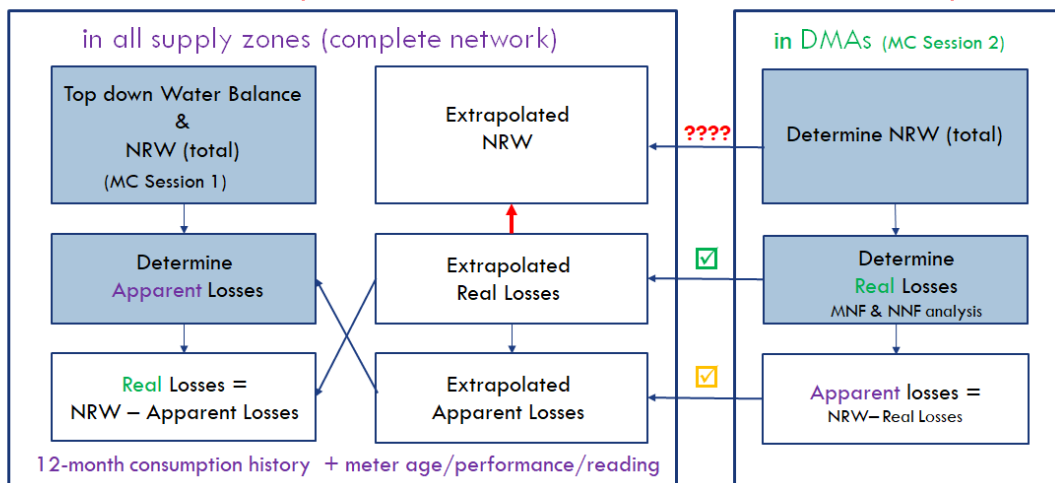 in all supply zones (complete network)
Top down Water Balance
&
NRW (total)
(MC Session 1)
Determine
Apparent Losses
Real Losses =
NRW – Apparent Losses
Extrapolated
NRW
Extrapolated
Real Losses
Extrapolated
Apparent Losses
12-month consumption history + meter age/performance/reading
????
in DMAs (MC Session 2)
Determine NRW (total)
Determine
Real Losses
MNF & NNF analysis
Apparent losses =
NRW–Real Losses